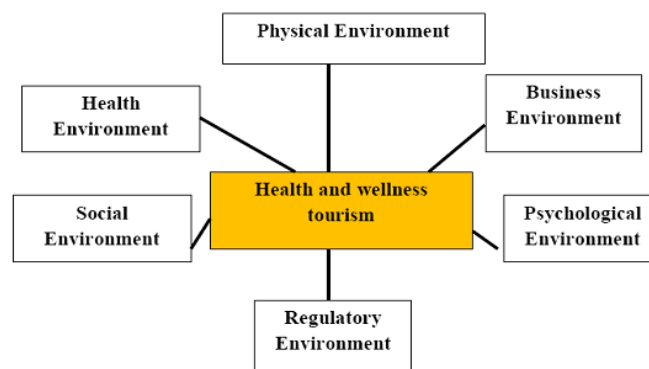 Physical Environment
Health
Environment
Business
Environment
Health and wellness
tourism
Social
Environment
Psychological
Environment
Regulatory
Environment